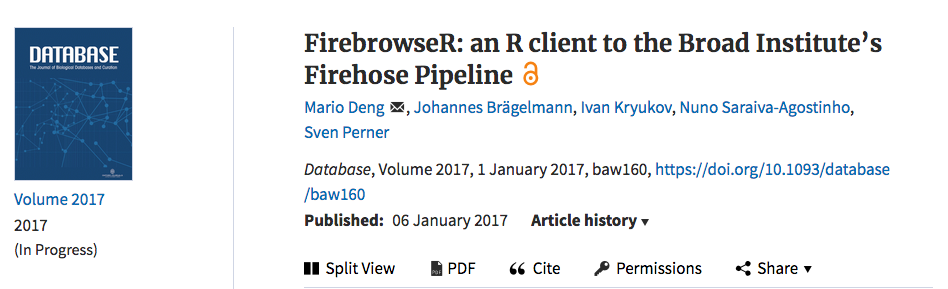 DATABASE
The Journal of Biological Databases and Curation
Volume 2017
2017
(In Progress)
FirebrowseR: an R client to the Broad Institute’s
Firehose Pipeline
Mario Deng, Johannes Brägelmann, Ivan Kryukov, Nuno Saraiva-Agostinho,
Sven Perner
Database, Volume 2017, 1 January 2017, baw160, https://doi.org/10.1093/database
/baw160
Published: 06 January 2017 Article history
Split View PDF Cite Permissions Share